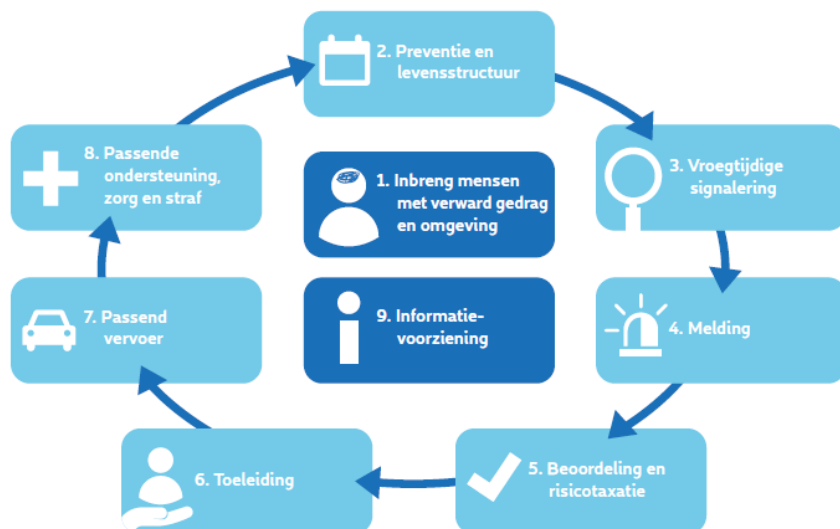 2. Preventie en
levensstructuur
8. Passende
ondersteuning,
zorg en straf
1. Inbreng mensen
met verward gedrag
en omgeving
3. Vroegtijdige
signalering
7. Passend
vervoer
9. Informatie-
voorziening
4. Melding
6. Toeleiding
5. Beoordeling en
risicotaxatie